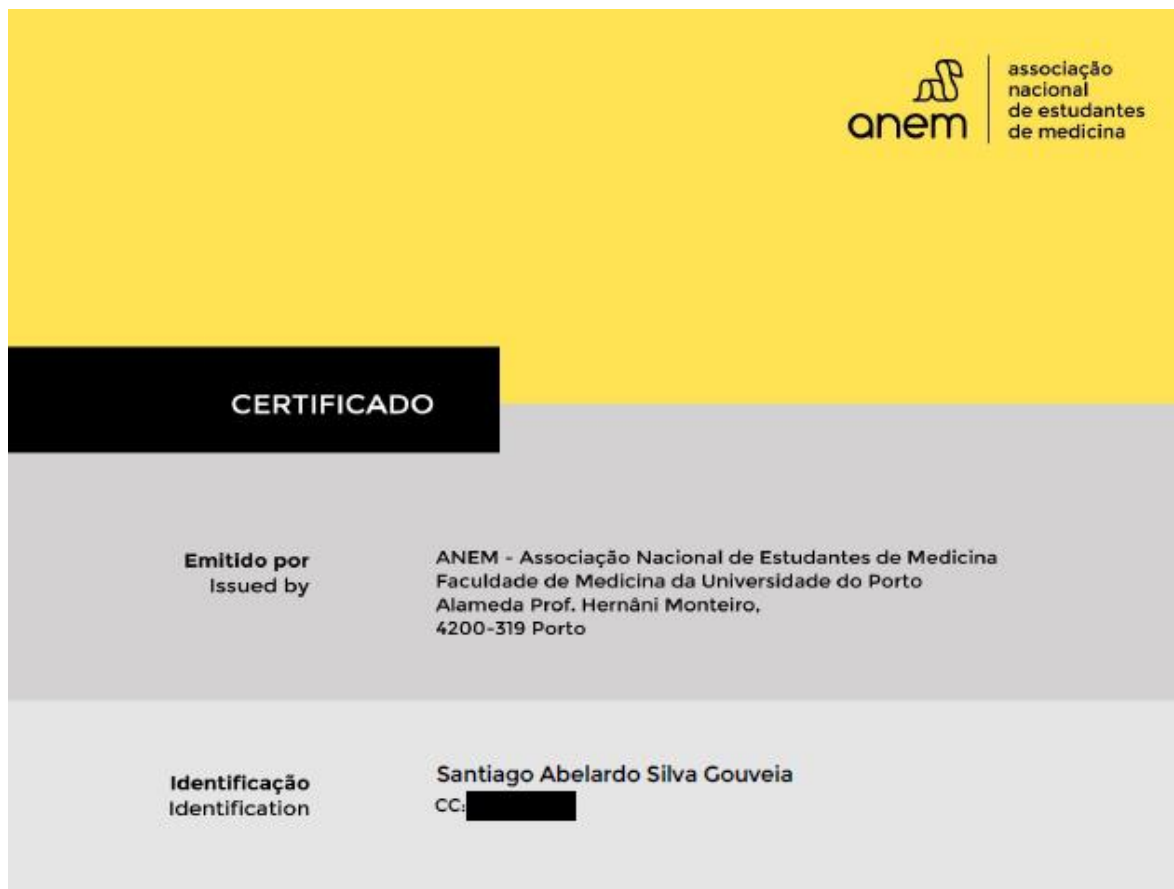 anem
associação
nacional
de estudantes
de medicina
CERTIFICADO
Emitido por
Issued by
ANEM - Associação Nacional de Estudantes de Medicina
Faculdade de Medicina da Universidade do Porto
Alameda Prof. Hernâni Monteiro,
4200-319 Porto
Identificação
Identification
Santiago Abelardo Silva Gouveia
CC: